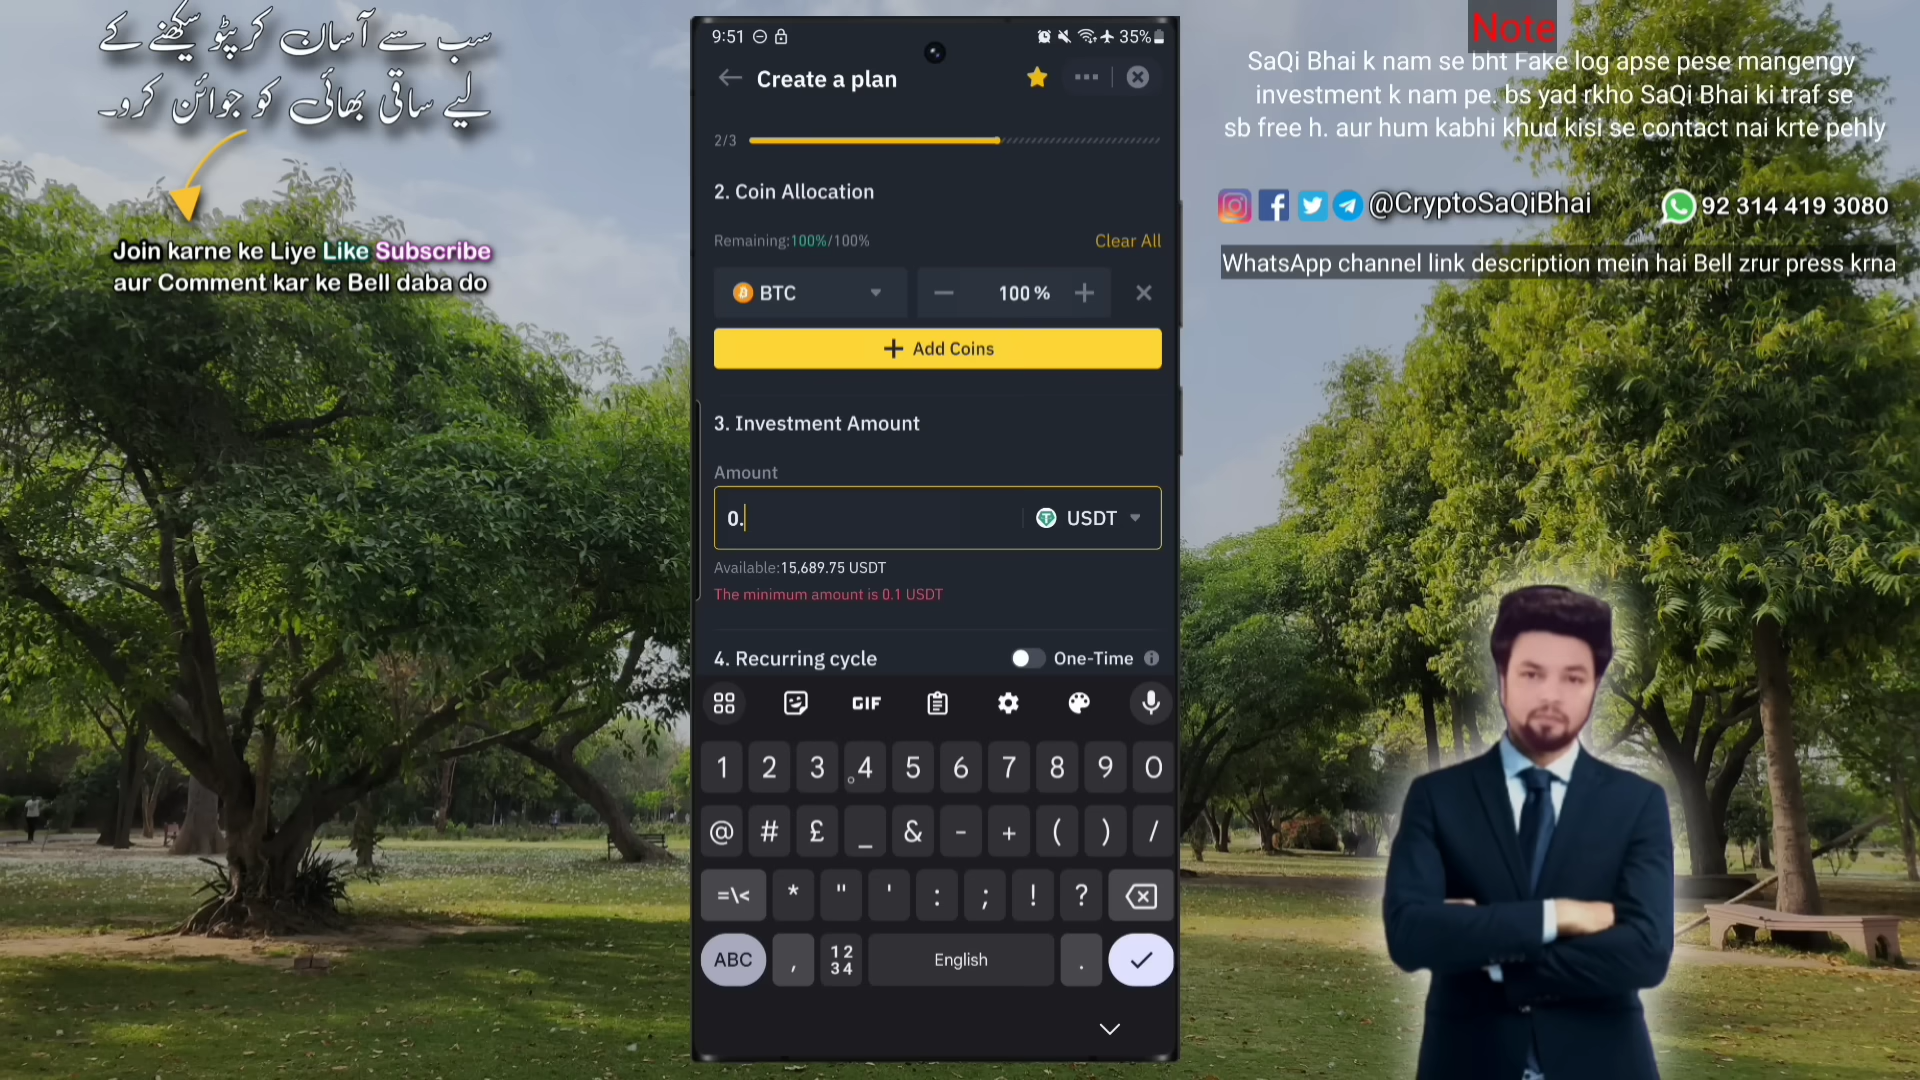 سب سے آسان کرپٹو سیکھنے کے
لیے ساقی بھائی کو جوائن کرو۔
Join karne ke Liye Like Subscribe
aur Comment kar ke Bell daba do
9:51
35%
Create a plan
2/3
2. Coin Allocation
Remaining:100%/100%
Clear All
BTC
− 100 % +
Add Coins
3. Investment Amount
Amount
0.
USDT
Available:15,689.75 USDT
The minimum amount is 0.1 USDT
4. Recurring cycle
One-Time
GIF
1 2 3 4 5 6 7 8 9 0
@ # £ _ & - + ( ) /
=\< * " ' : ; ! ?
ABC , 12 34 English .
Note
SaQi Bhai k nam se bht Fake log apse pese mangengy
investment k nam pe. bs yad rkho SaQi Bhai ki traf se
sb free h. aur hum kabhi khud kisi se contact nai krte pehly
@CryptoSaQiBhai
92 314 419 3080
WhatsApp channel link description mein hai Bell zrur press krna